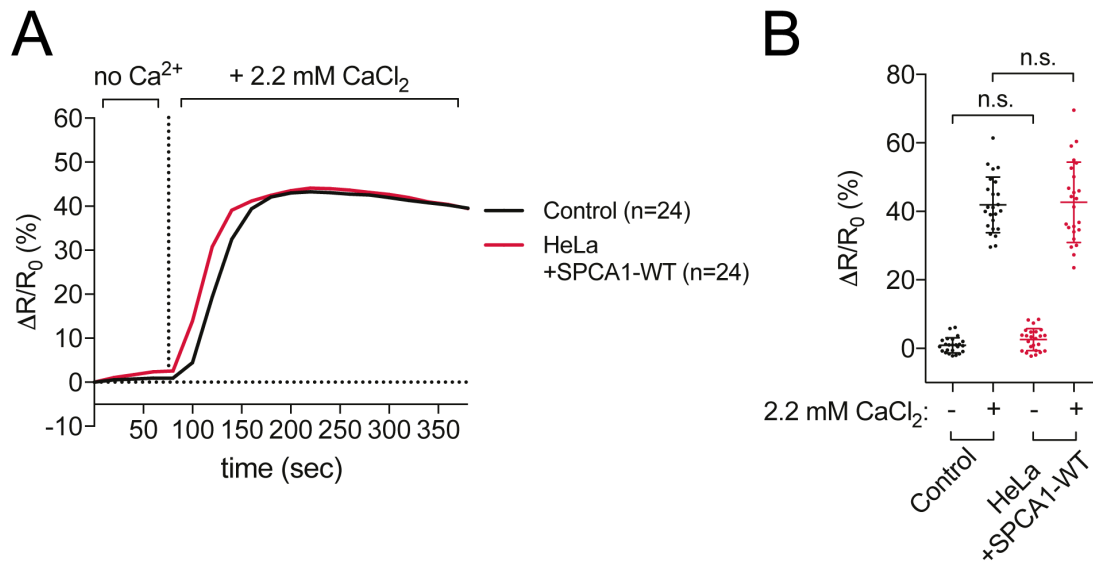 A
no Ca2+
+ 2.2 mM CaCl2
60
50
40
30
20
10
0
-10
ΔR/R0 (%)
50
100
150
200
250
300
350
time (sec)
Control (n=24)
HeLa
+SPCA1-WT (n=24)
B
n.s.
n.s.
80
60
40
20
0
ΔR/R0 (%)
2.2 mM CaCl2: - + - +
Control
HeLa
+SPCA1-WT